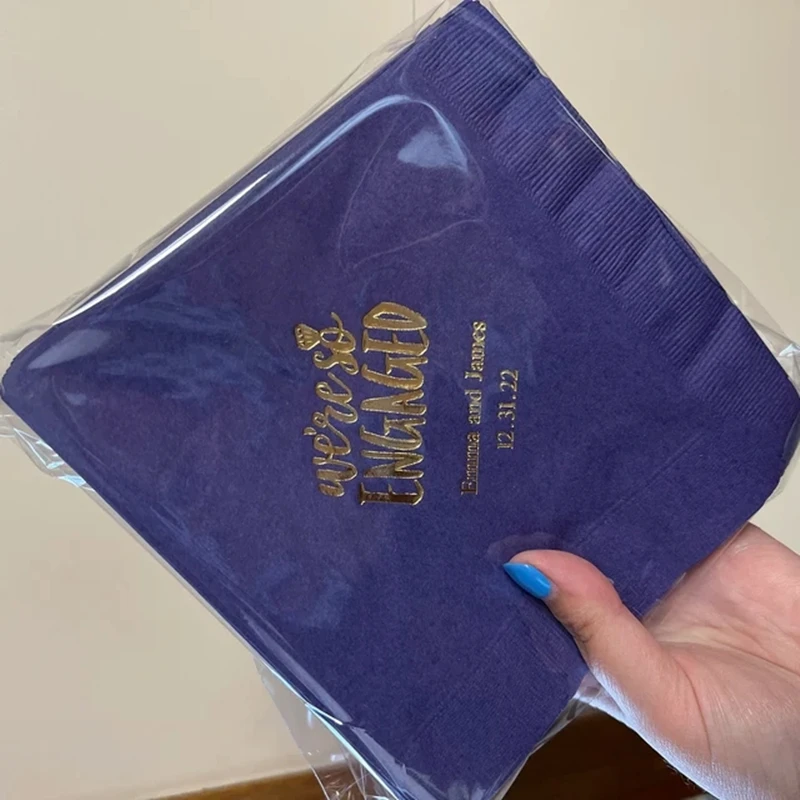 we're so
ENGAGED
Emma and James
12.31.22